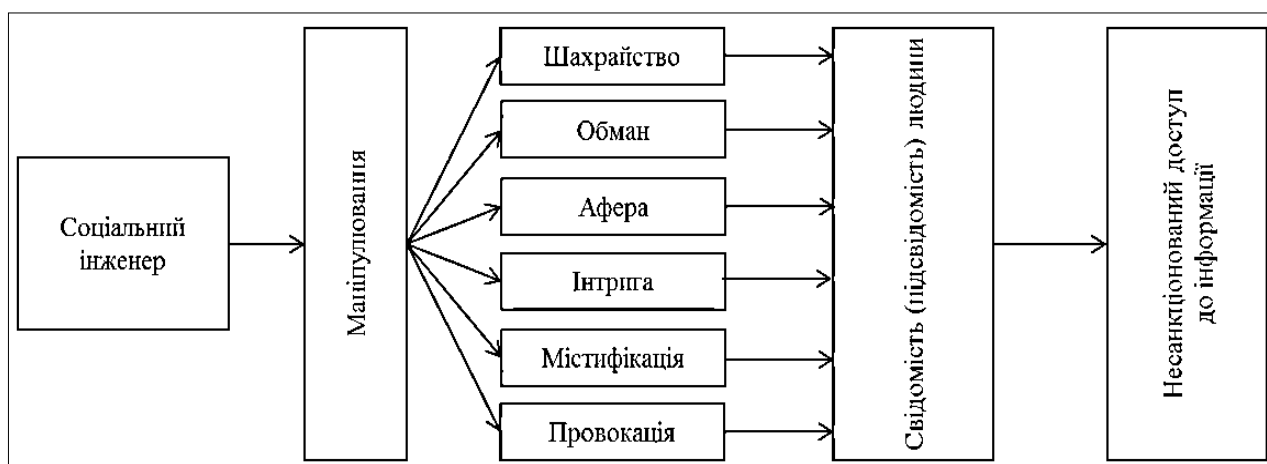 Соціальний
інженер
Маніпулювання
Шахрайство
Обман
Афера
Інтрига
Містифікація
Провокація
Свідомість (підсвідомість) людини
Несанкціонований доступ
до інформації